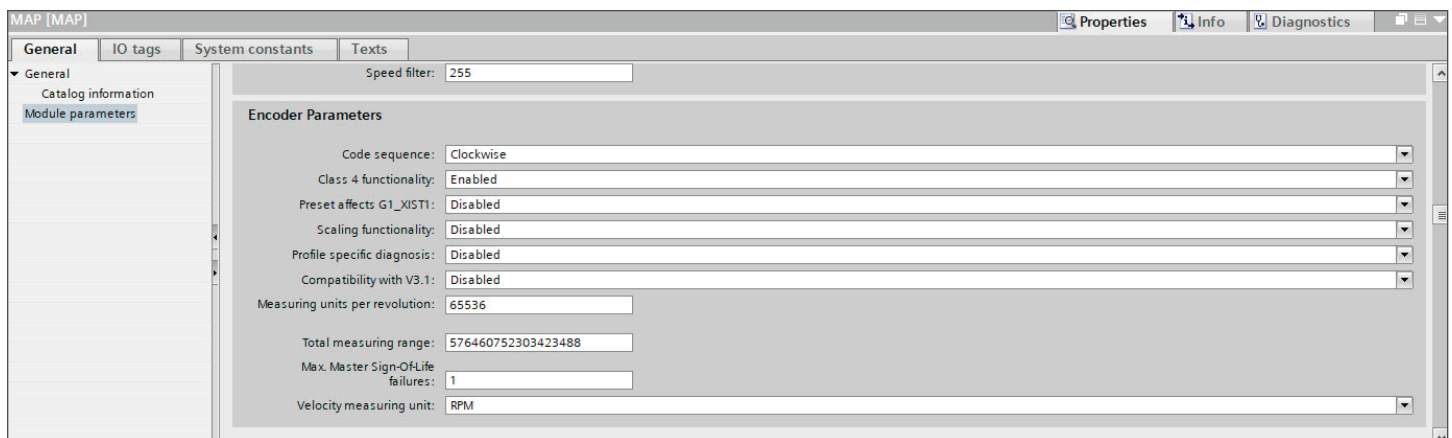 MAP [MAP]
Properties Info Diagnostics
General IO tags System constants Texts
General
Catalog information
Module parameters
Speed filter: 255
Encoder Parameters
Code sequence: Clockwise
Class 4 functionality: Enabled
Preset affects G1_XIST1: Disabled
Scaling functionality: Disabled
Profile specific diagnosis: Disabled
Compatibility with V3.1: Disabled
Measuring units per revolution: 65536
Total measuring range: 576460752303423488
Max. Master Sign-Of-Life
failures: 1
Velocity measuring unit: RPM